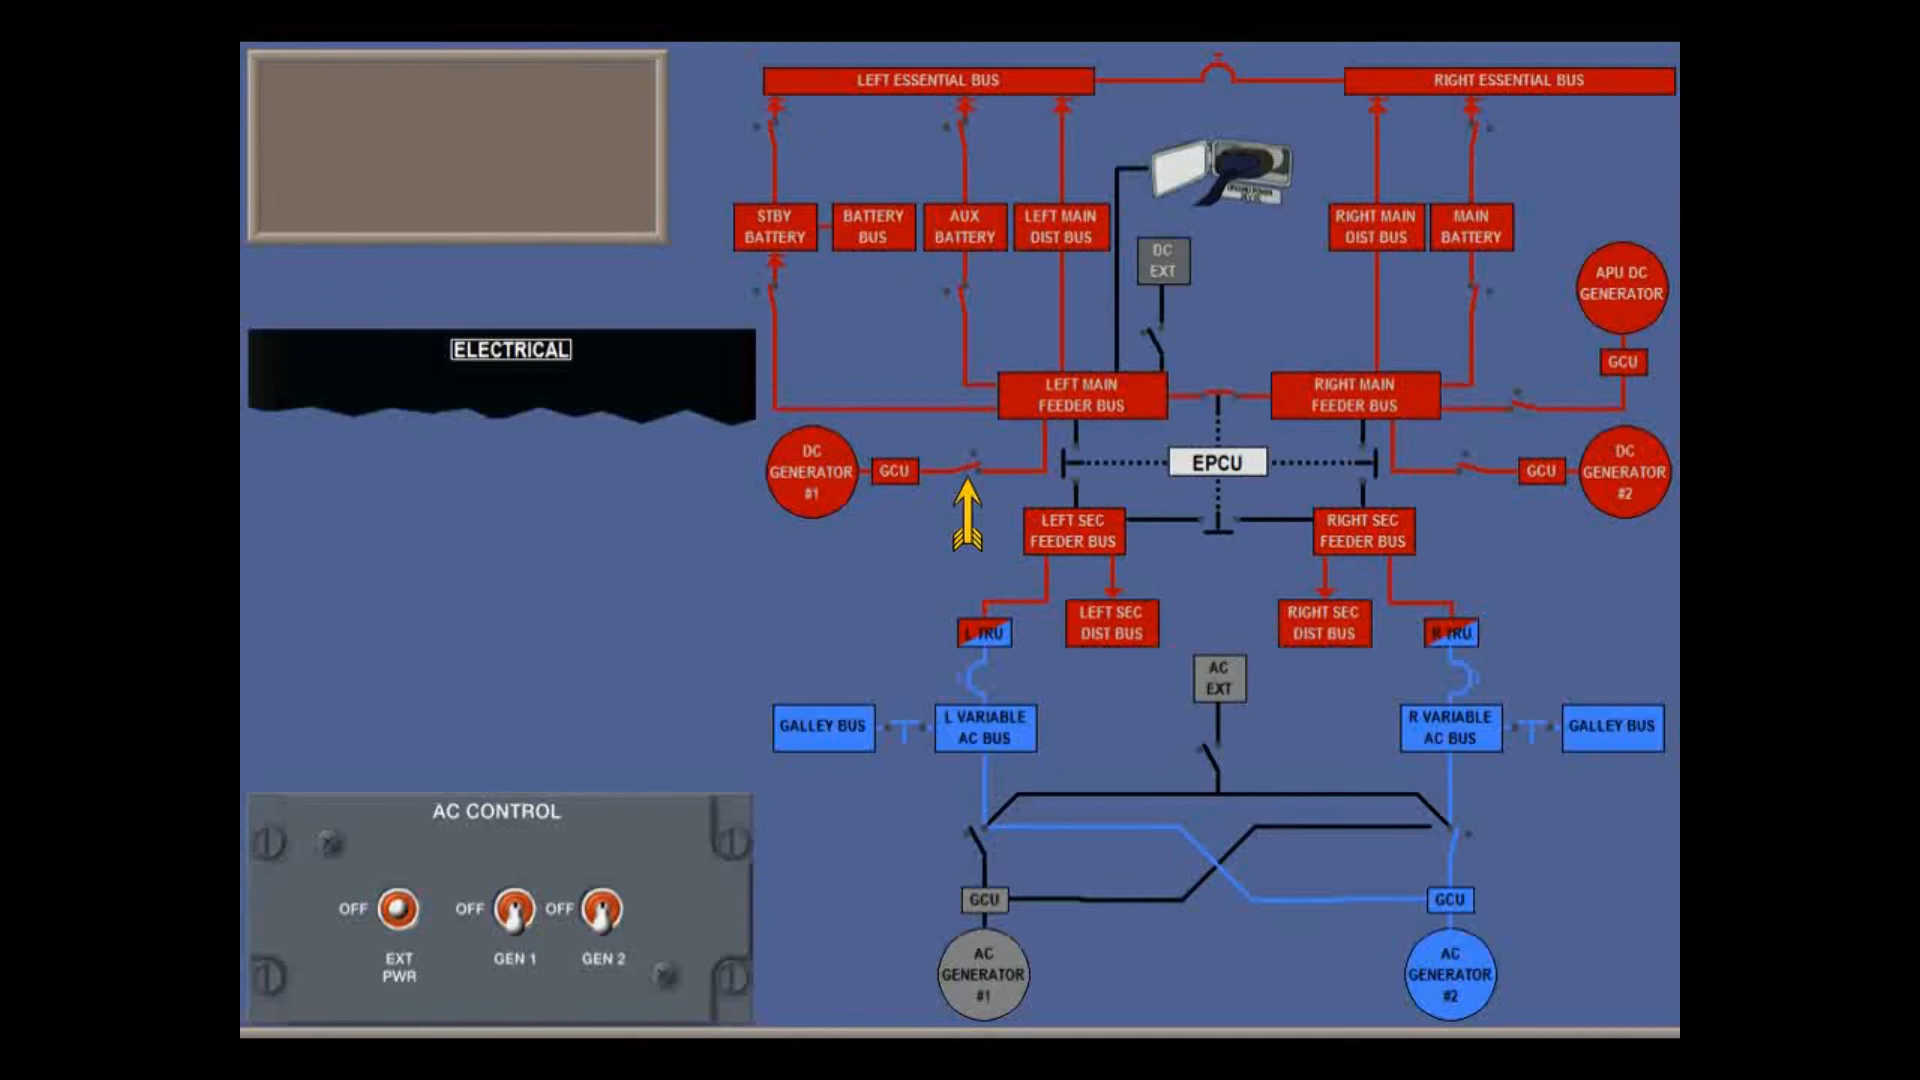 LEFT ESSENTIAL BUS
RIGHT ESSENTIAL BUS
STBY
BATTERY
BATTERY
BUS
AUX
BATTERY
LEFT MAIN
DIST BUS
RIGHT MAIN
DIST BUS
MAIN
BATTERY
DC
EXT
APU DC
GENERATOR
GCU
ELECTRICAL
LEFT MAIN
FEEDER BUS
RIGHT MAIN
FEEDER BUS
DC
GENERATOR
#1
GCU
EPCU
GCU
DC
GENERATOR
#2
LEFT SEC
FEEDER BUS
RIGHT SEC
FEEDER BUS
L TRU
LEFT SEC
DIST BUS
RIGHT SEC
DIST BUS
R TRU
AC
EXT
GALLEY BUS
L VARIABLE
AC BUS
R VARIABLE
AC BUS
GALLEY BUS
AC CONTROL
OFF
OFF
OFF
EXT
PWR
GEN 1
GEN 2
GCU
GCU
AC
GENERATOR
#1
AC
GENERATOR
#2